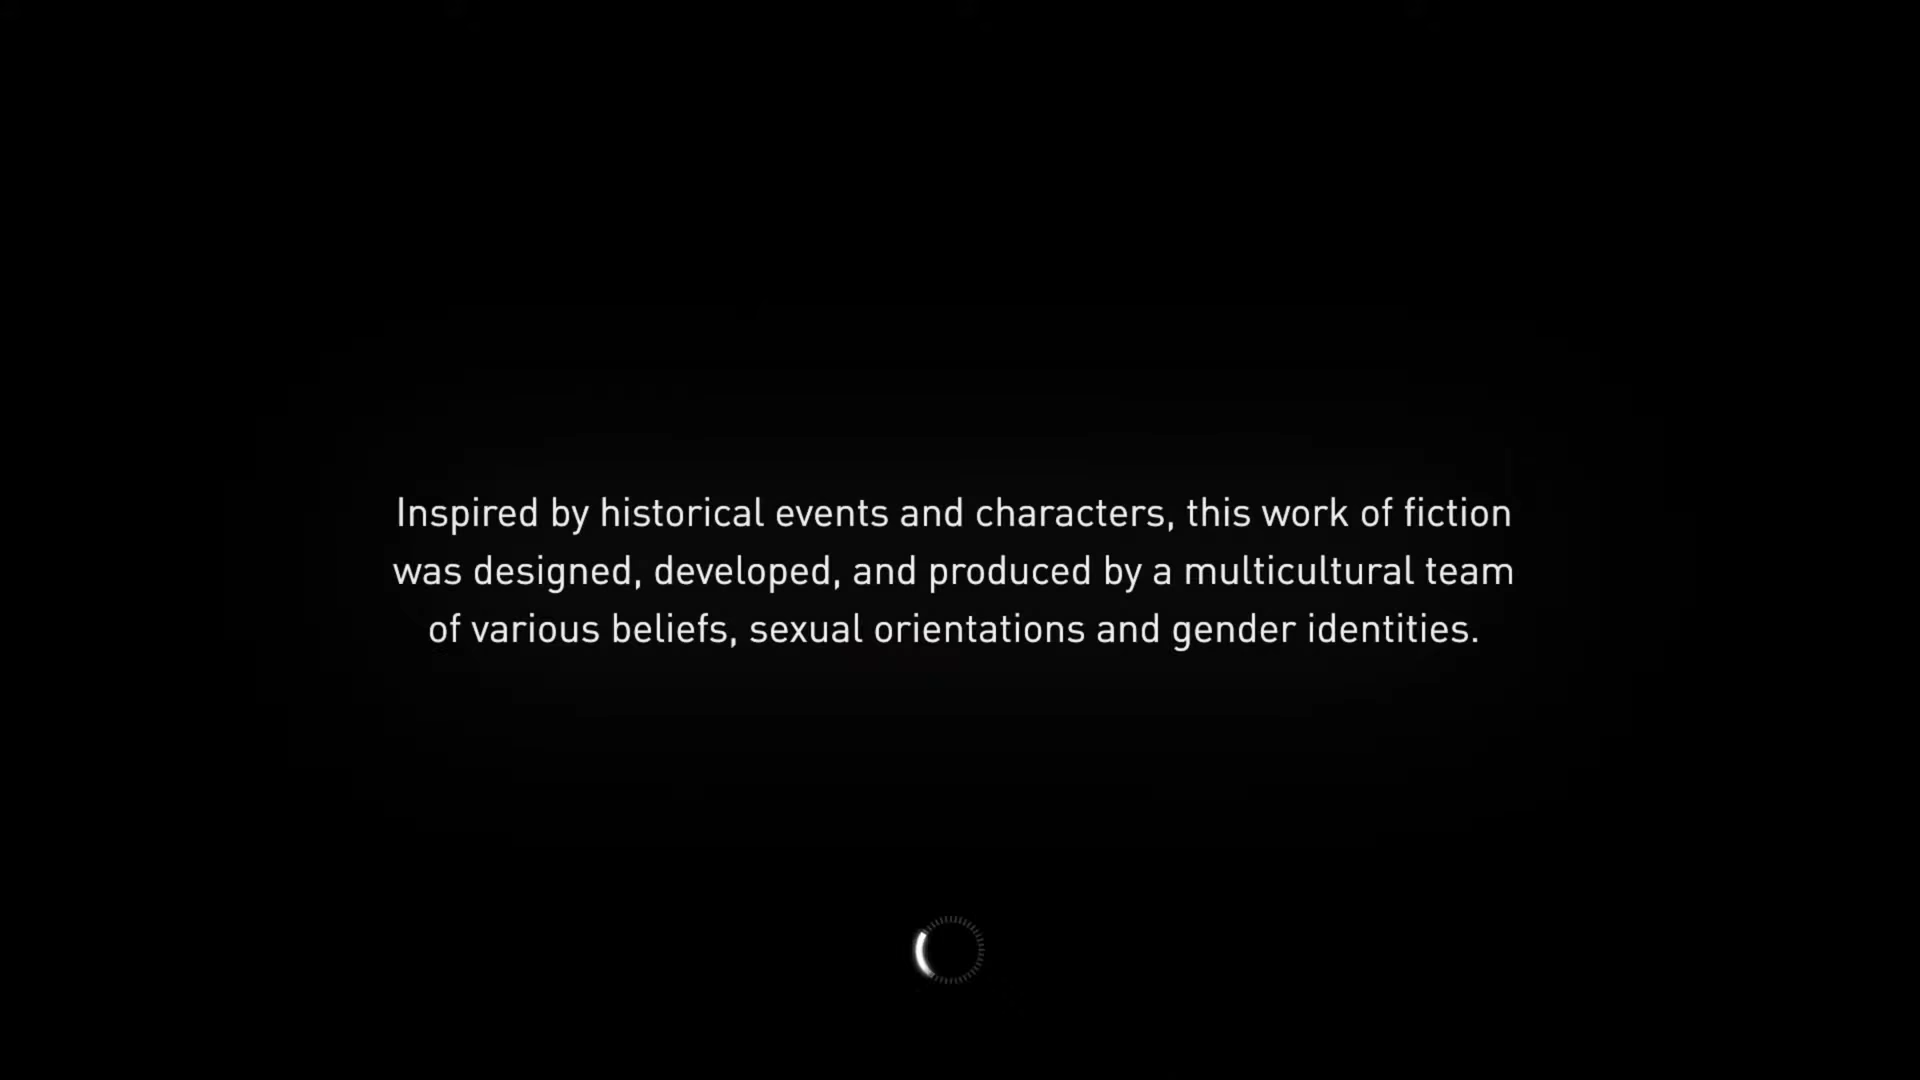 Inspired by historical events and characters, this work of fiction
was designed, developed, and produced by a multicultural team
of various beliefs, sexual orientations and gender identities.